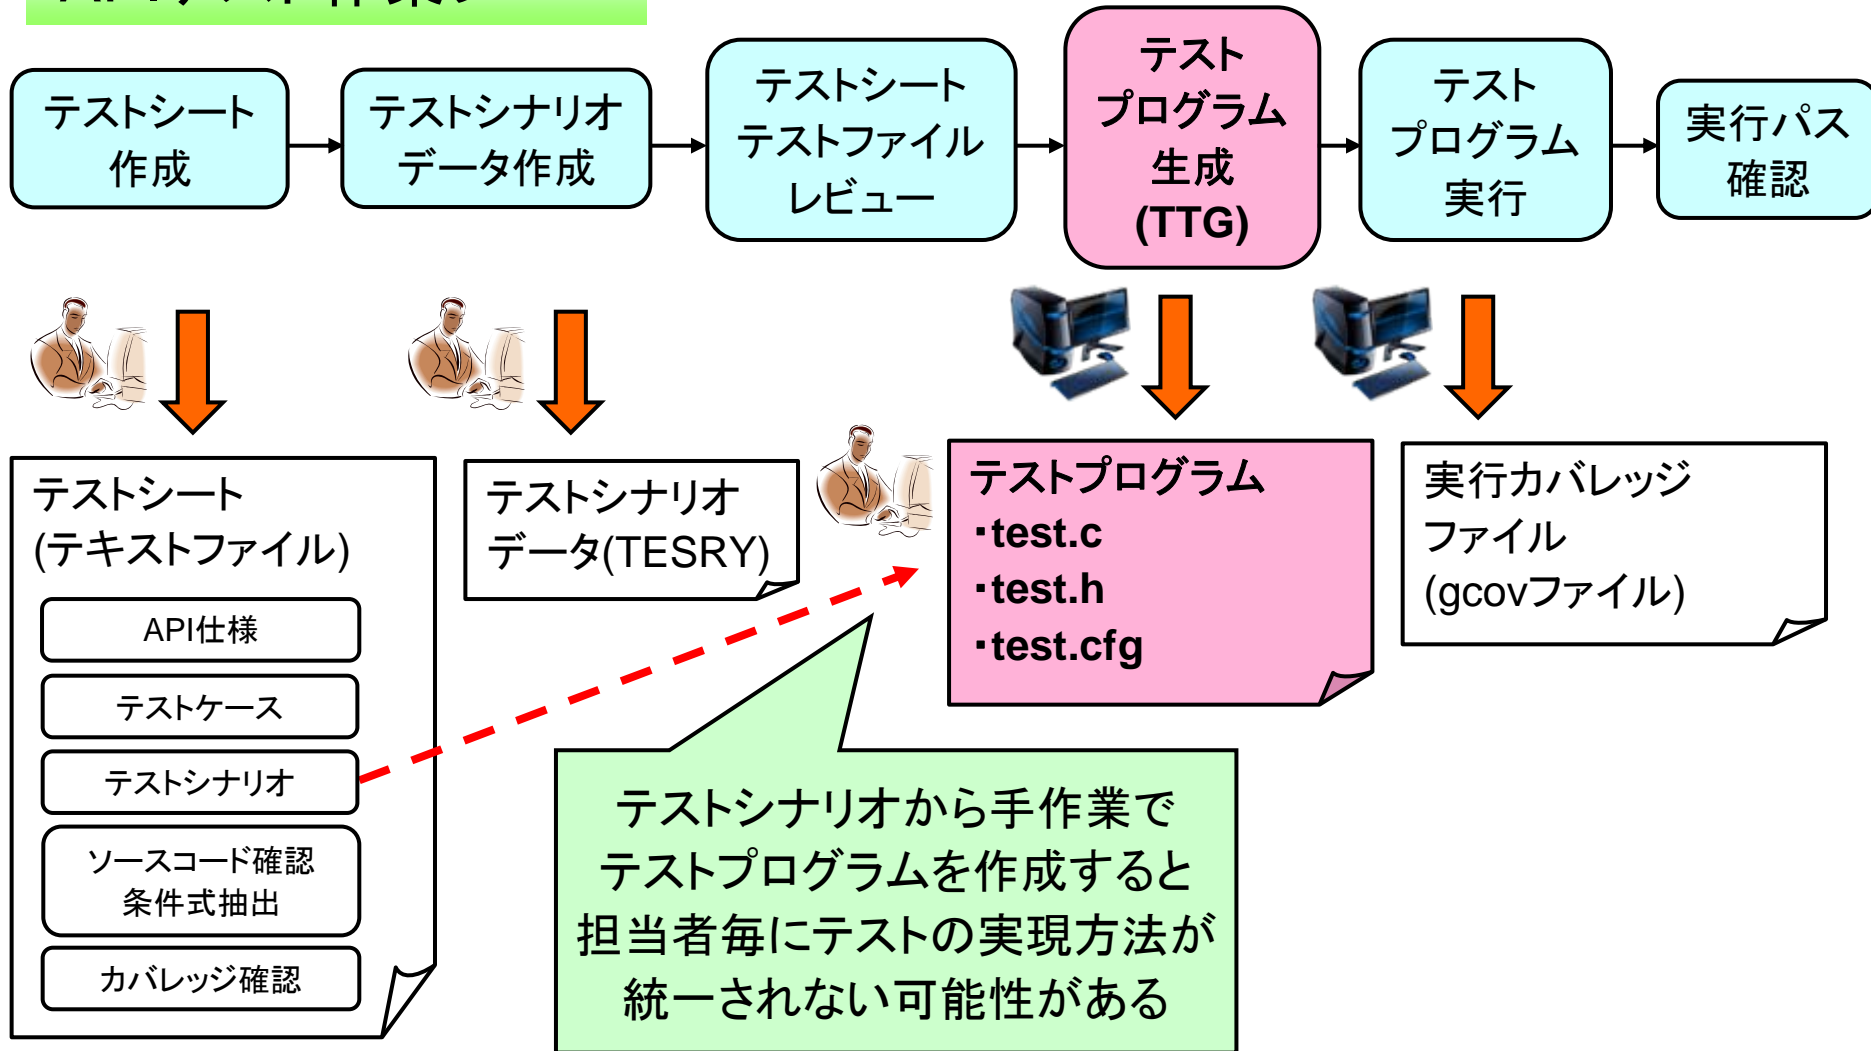 テストシート
作成
テストシナリオ
データ作成
テストシート
テストファイル
レビュー
テスト
プログラム
生成
(TTG)
テスト
プログラム
実行
実行パス
確認
テストシート
(テキストファイル)
API仕様
テストケース
テストシナリオ
ソースコード確認
条件式抽出
カバレッジ確認
テストシナリオ
データ(TESRY)
テストプログラム
・test.c
・test.h
・test.cfg
実行カバレッジ
ファイル
(gcovファイル)
テストシナリオから手作業で
テストプログラムを作成すると
担当者毎にテストの実現方法が
統一されない可能性がある